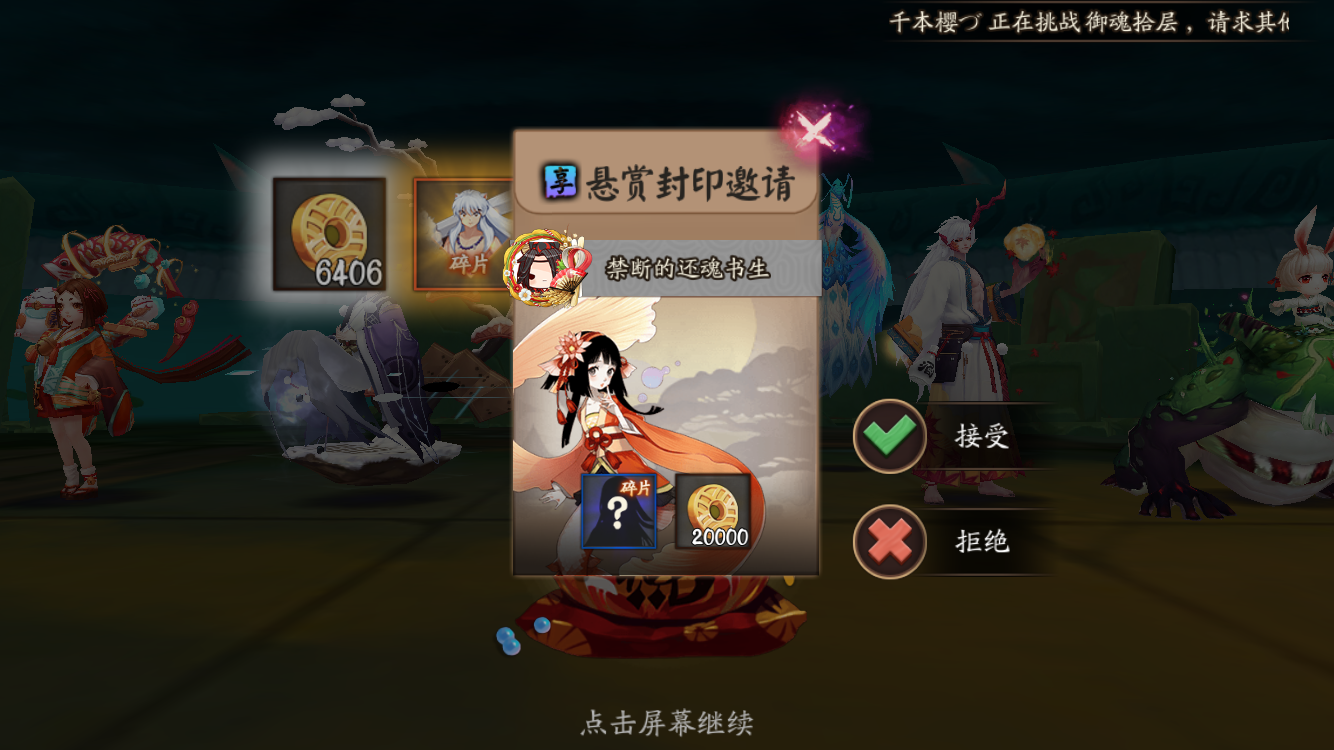 千本樱づ 正在挑战 御魂拾层，请求其
享 悬赏封印邀请
6406
碎片
禁断的还魂书生
接受
碎片
?
20000
拒绝
点击屏幕继续